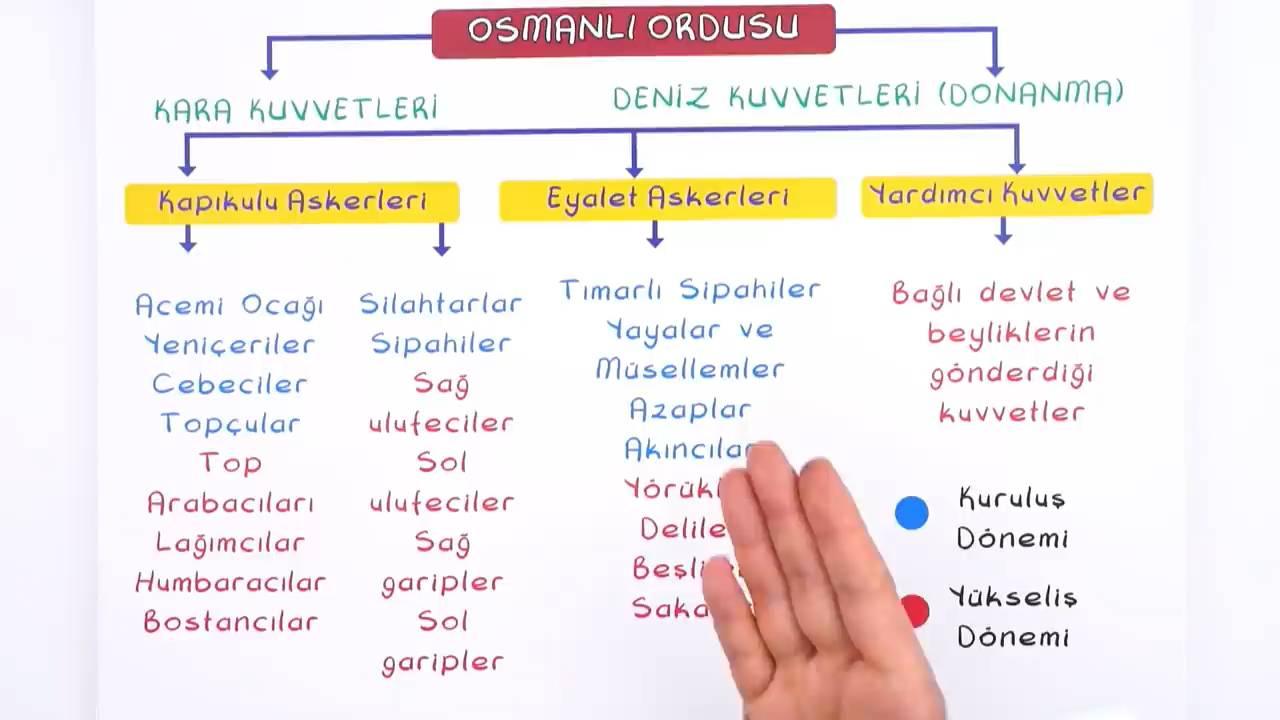 OSMANLI ORDUSU
KARA KUVVETLERİ
DENİZ KUVVETLERİ (DONANMA)
Kapıkulu Askerleri
Eyalet Askerleri
Yardımcı Kuvvetler
Acemi Ocağı
Yeniçeriler
Cebeciler
Topçular
Top
Arabacıları
Lağımcılar
Humbaracılar
Bostancılar
Silahtarlar
Sipahiler
Sağ
ulufeciler
Sol
ulufeciler
Sağ
garipler
Sol
garipler
Tımarlı Sipahiler
Yayalar ve
Müsellemler
Azaplar
Akıncılar
Bağlı devlet ve
beyliklerin
gönderdiği
kuvvetler
Kuruluş
Dönemi
Yükseliş
Dönemi